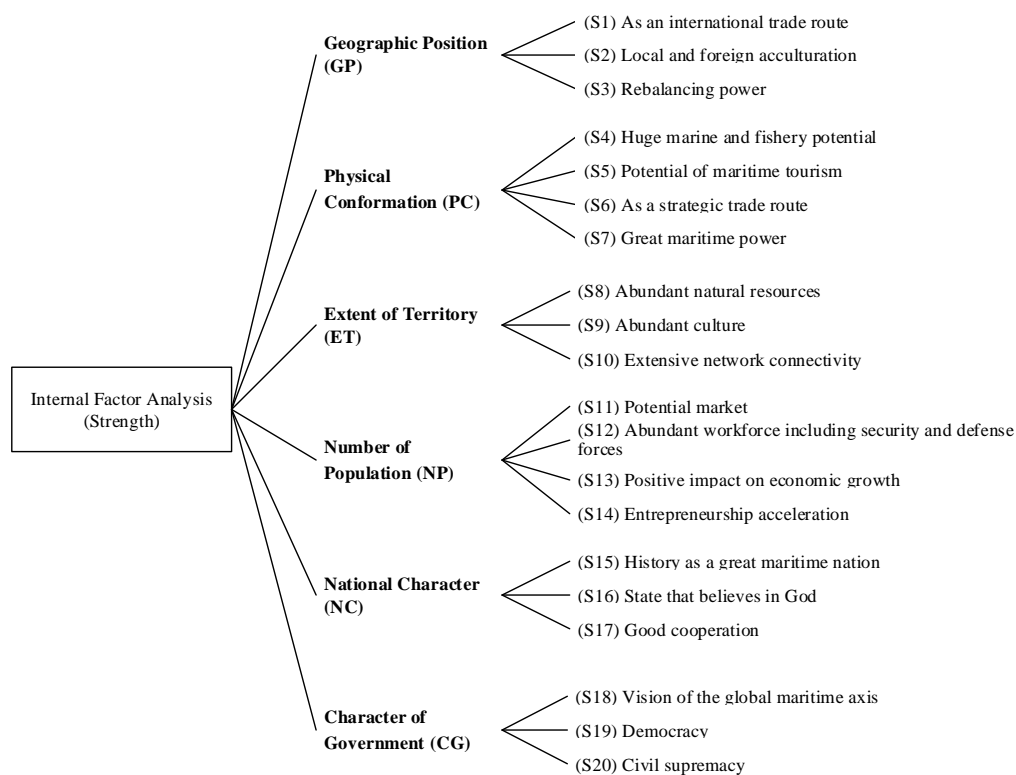 Geographic Position
(GP)
(S1) As an international trade route
(S2) Local and foreign acculturation
(S3) Rebalancing power
Physical
Conformation (PC)
(S4) Huge marine and fishery potential
(S5) Potential of maritime tourism
(S6) As a strategic trade route
(S7) Great maritime power
Extent of Territory
(ET)
(S8) Abundant natural resources
(S9) Abundant culture
(S10) Extensive network connectivity
Internal Factor Analysis
(Strength)
Number of
Population (NP)
(S11) Potential market
(S12) Abundant workforce including security and defense
forces
(S13) Positive impact on economic growth
(S14) Entrepreneurship acceleration
National Character
(NC)
(S15) History as a great maritime nation
(S16) State that believes in God
(S17) Good cooperation
Character of
Government (CG)
(S18) Vision of the global maritime axis
(S19) Democracy
(S20) Civil supremacy